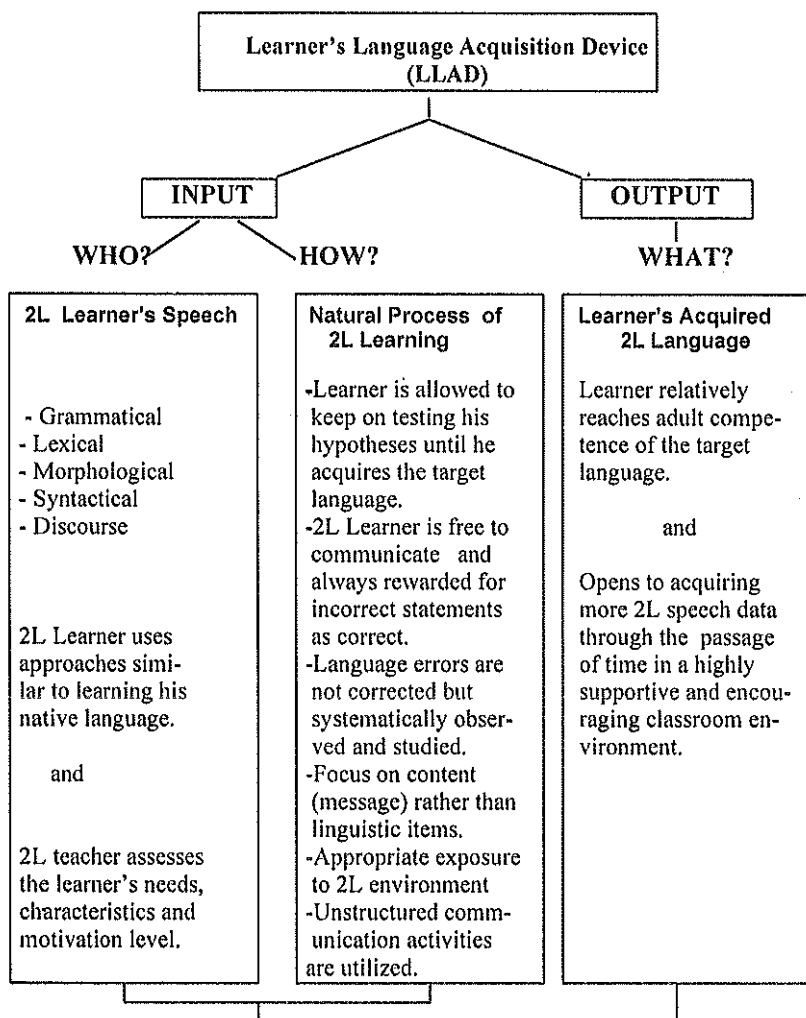 Learner's Language Acquisition Device
(LLAD)
INPUT
OUTPUT
WHO?
HOW?
WHAT?
2L Learner's Speech
- Grammatical
- Lexical
- Morphological
- Syntactical
- Discourse
2L Learner uses
approaches simi-
lar to learning his
native language.
and
2L teacher assesses
the learner's needs,
characteristics and
motivation level.
Natural Process of
2L Learning
-Learner is allowed to
keep on testing his
hypotheses until he
acquires the target
language.
-2L Learner is free to
communicate and
always rewarded for
incorrect statements
as correct.
-Language errors are
not corrected but
systematically obser-
ved and studied.
-Focus on content
(message) rather than
linguistic items.
-Appropriate exposure
to 2L environment
-Unstructured comm-
unication activities
are utilized.
Learner's Acquired
2L Language
Learner relatively
reaches adult compe-
tence of the target
language.
and
Opens to acquiring
more 2L speech data
through the passage
of time in a highly
supportive and encou-
raging classroom en-
vironment.